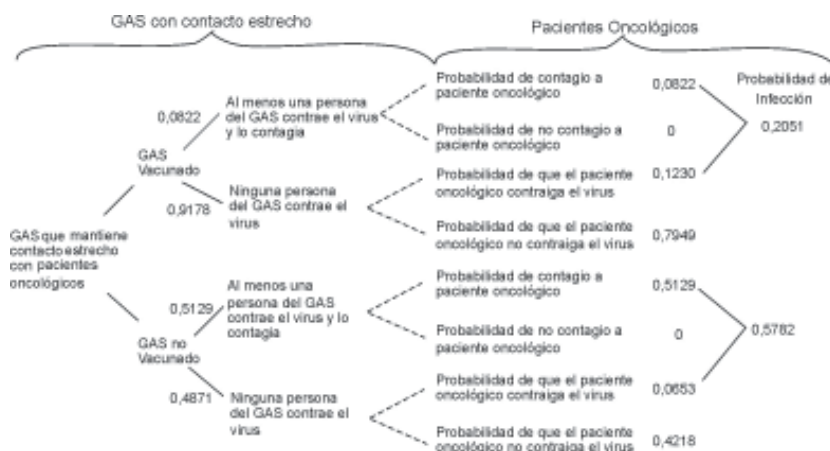 GAS con contacto estrecho
Pacientes Oncológicos
GAS que mantiene
contacto estrecho
con pacientes
oncológicos
GAS
Vacunado
0,0822
Al menos una persona
del GAS contrae el virus
y lo contagia
Probabilidad de contagio a
paciente oncológico
0,0822
Probabilidad de no contagio a
paciente oncológico
0
0,9178
Ninguna persona
del GAS contrae el
virus
Probabilidad de que el paciente
oncológico contraiga el virus
0,1230
Probabilidad de que el paciente
oncológico no contraiga el virus
0,7949
Probabilidad de
Infección
0,2051
GAS no
Vacunado
0,5129
Al menos una
persona del GAS
contrae el virus y lo
contagia
Probabilidad de contagio a
paciente oncológico
0,5129
Probabilidad de no contagio a
paciente oncológico
0
0,4871
Ninguna persona
del GAS contrae el
virus
Probabilidad de que el paciente
oncológico contraiga el virus
0,0653
Probabilidad de que el paciente
oncológico no contraiga el virus
0,4218
0,5782